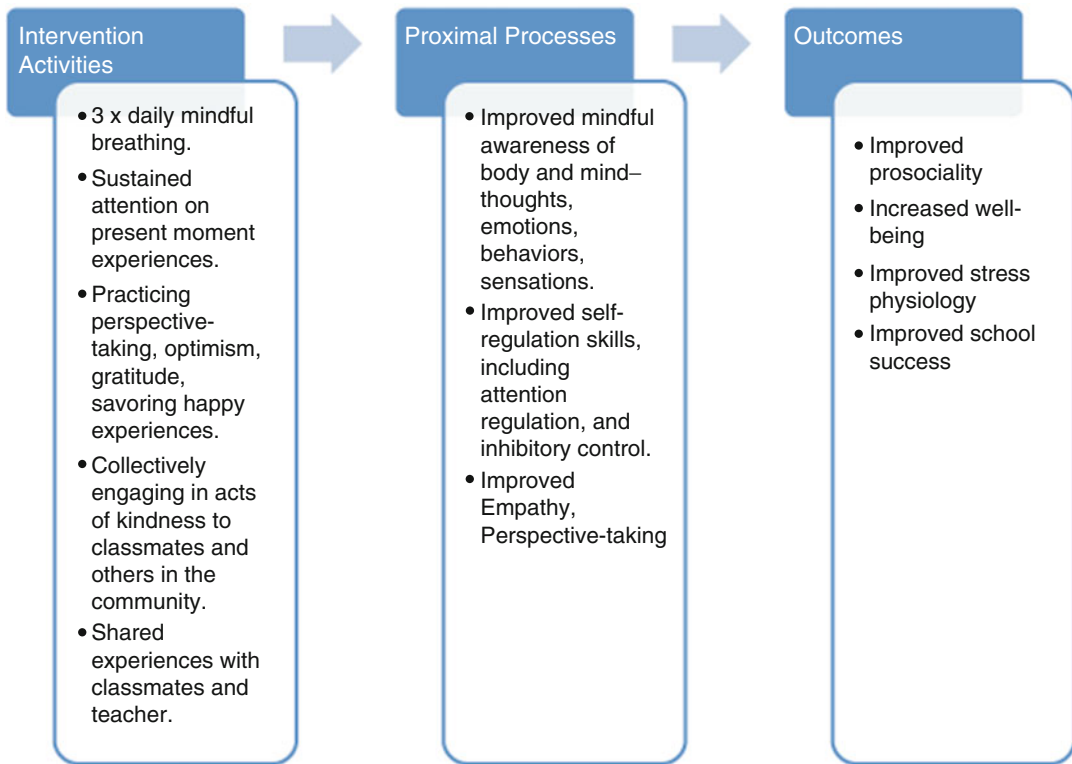 Intervention
Activities
• 3 x daily mindful
breathing.
• Sustained
attention on
present moment
experiences.
• Practicing
perspective-
taking, optimism,
gratitude,
savoring happy
experiences.
• Collectively
engaging in acts
of kindness to
classmates and
others in the
community.
• Shared
experiences with
classmates and
teacher.
Proximal Processes
• Improved mindful
awareness of
body and mind–
thoughts,
emotions,
behaviors,
sensations.
• Improved self-
regulation skills,
including
attention
regulation, and
inhibitory control.
• Improved
Empathy,
Perspective-taking
Outcomes
• Improved
prosociality
• Increased well-
being
• Improved stress
physiology
• Improved school
success